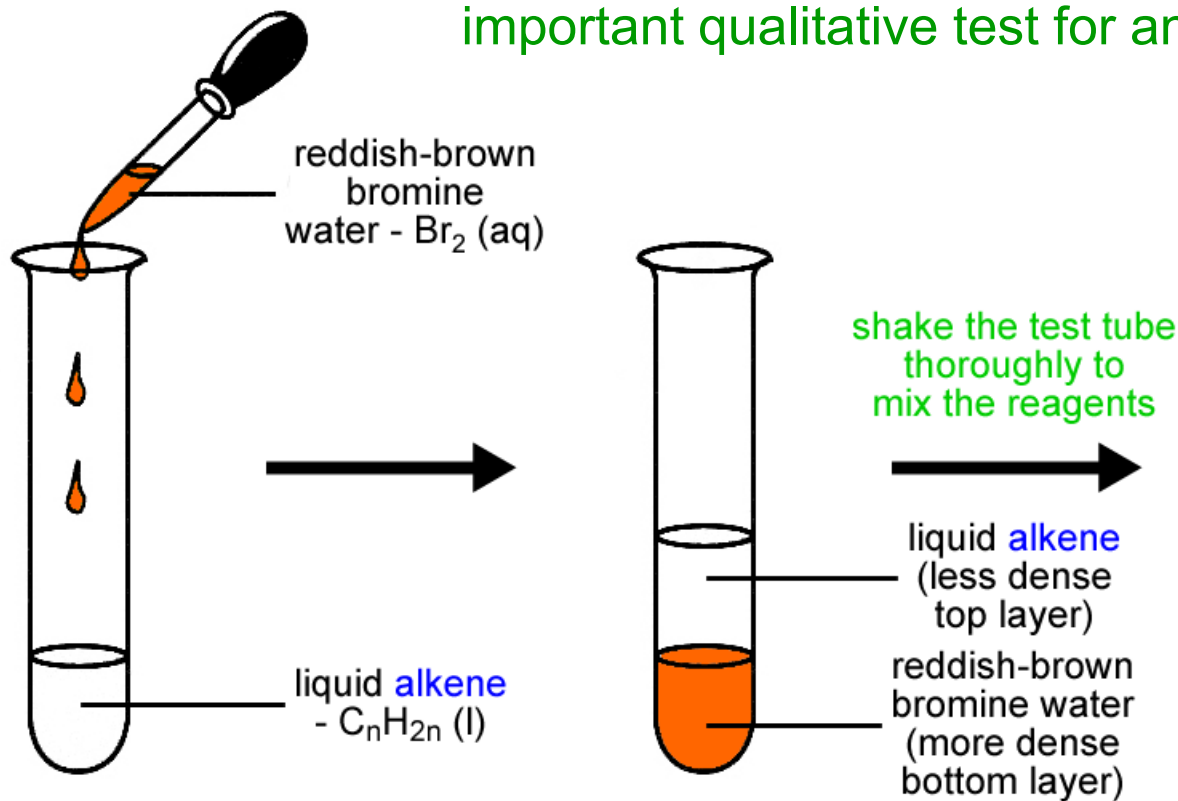 important qualitative test for
reddish-brown
bromine
water - Br₂ (aq)
liquid alkene
- CₙH₂ₙ (l)
shake the test tube
thoroughly to
mix the reagents
liquid alkene
(less dense
top layer)
reddish-brown
bromine water
(more dense
bottom layer)